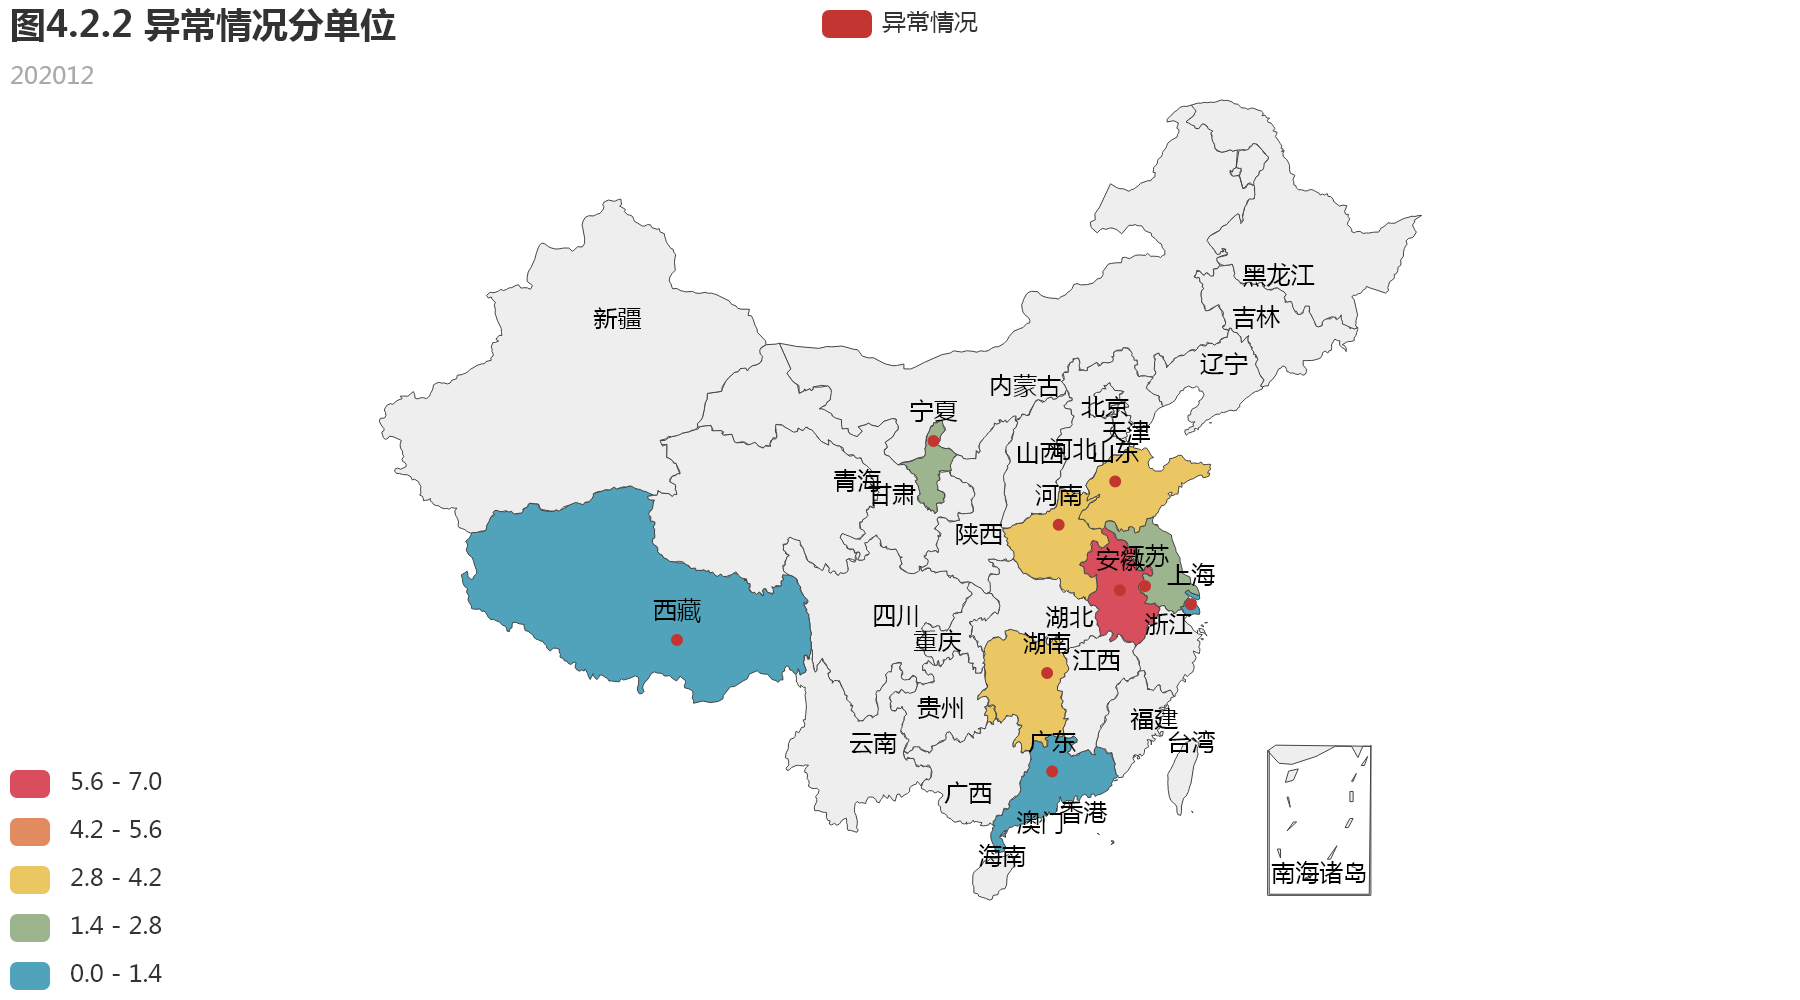 图4.2.2 异常情况分单位
异常情况
202012
黑龙江
吉林
新疆
辽宁
内蒙古
北京
宁夏
天津
山西
河北
山东
青海
甘肃
河南
陕西
安徽
江苏
上海
西藏
四川
湖北
浙江
重庆
湖南
江西
贵州
福建
云南
广东
台湾
广西
香港
澳门
海南
南海诸岛
5.6 - 7.0
4.2 - 5.6
2.8 - 4.2
1.4 - 2.8
0.0 - 1.4